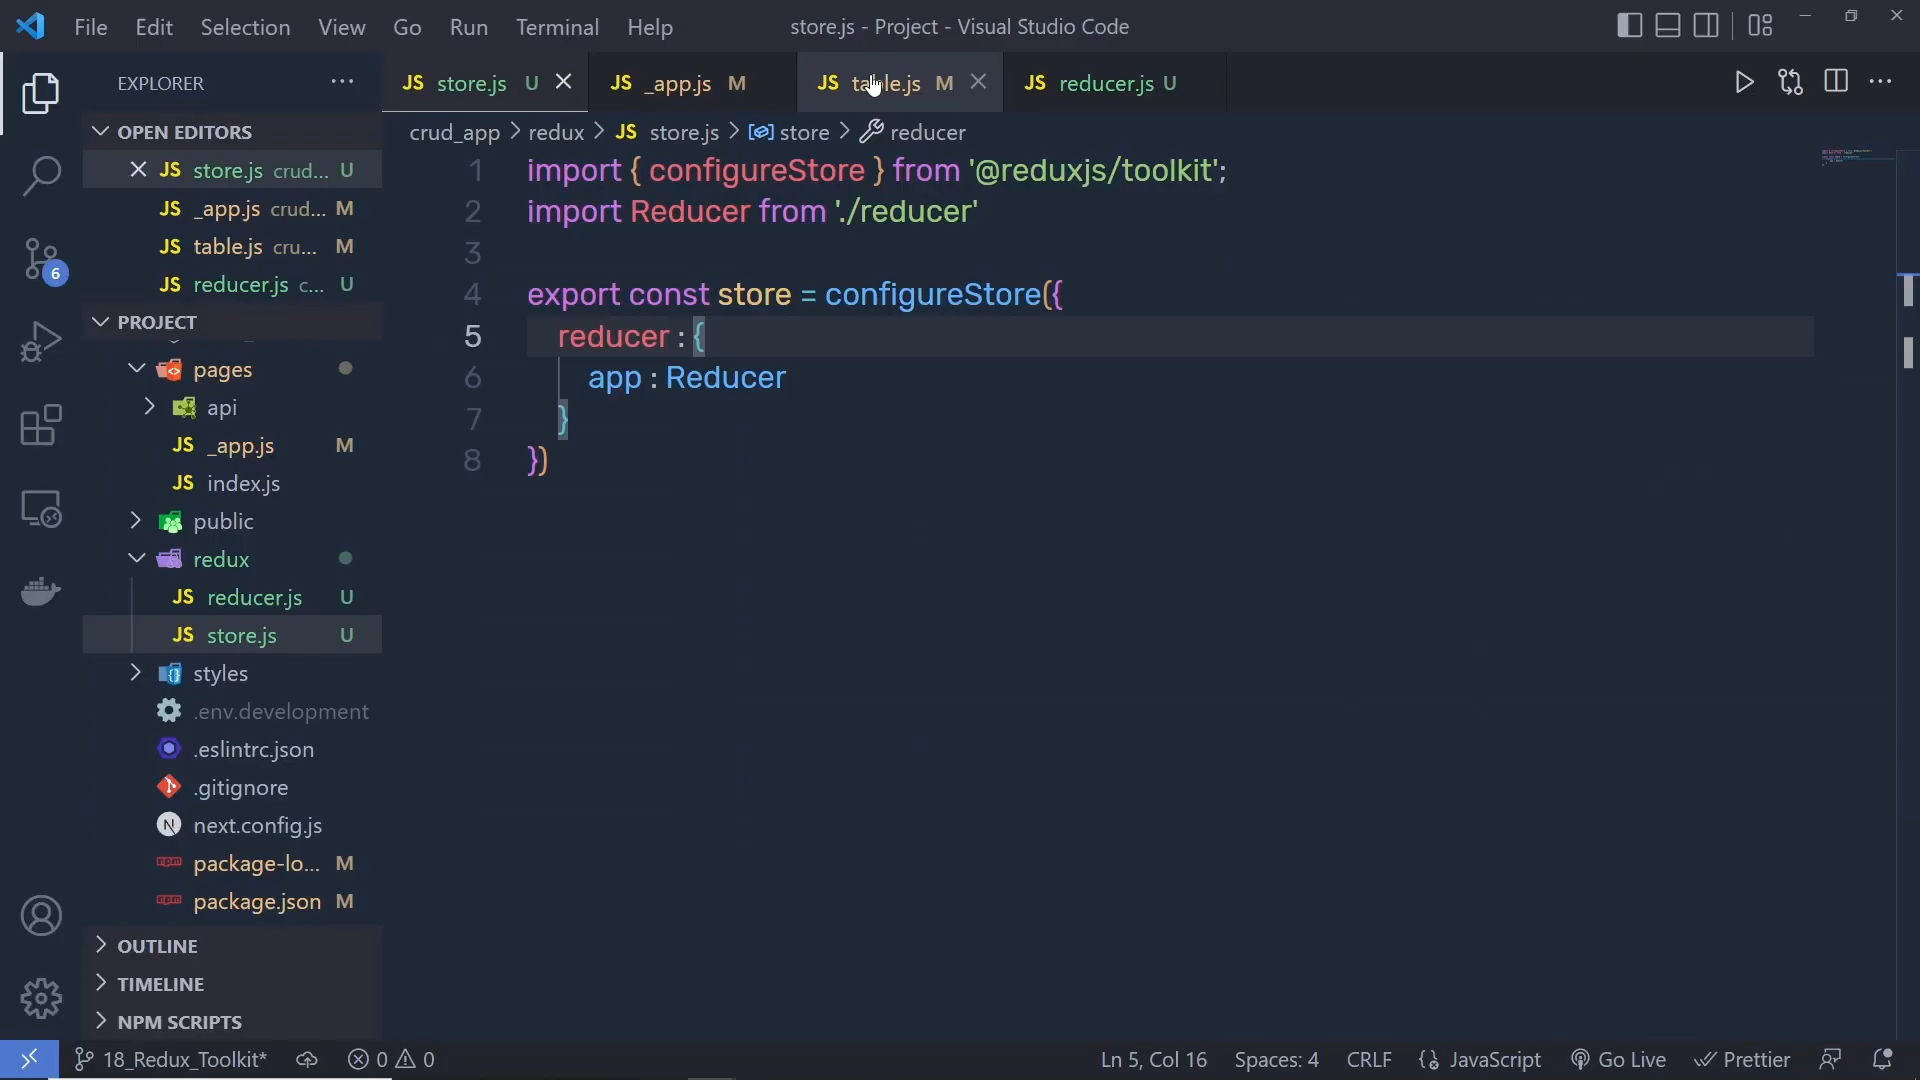 File Edit Selection View Go Run Terminal Help
store.js - Project - Visual Studio Code
EXPLORER
JS store.js U
JS _app.js M
JS M
JS reducer.js U
OPEN EDITORS
JS store.js crud... U
JS _app.js crud... M
JS table.js cru... M
JS reducer.js c... U
PROJECT
pages
api
JS _app.js M
JS index.js
public
redux
JS reducer.js U
JS store.js U
styles
.env.development
.eslintrc.json
.gitignore
N next.config.js
package-lo... M
package.json M
OUTLINE
TIMELINE
NPM SCRIPTS
6
crud_app > redux > JS store.js > store > reducer
1 import { configureStore } from '@reduxjs/toolkit';
2 import Reducer from './reducer'
3
4 export const store = configureStore({
5 reducer : {
6 app : Reducer
7 }
8 })
18_Redux_Toolkit* 0 0
Ln 5, Col 16 Spaces: 4 CRLF {} JavaScript Go Live Prettier